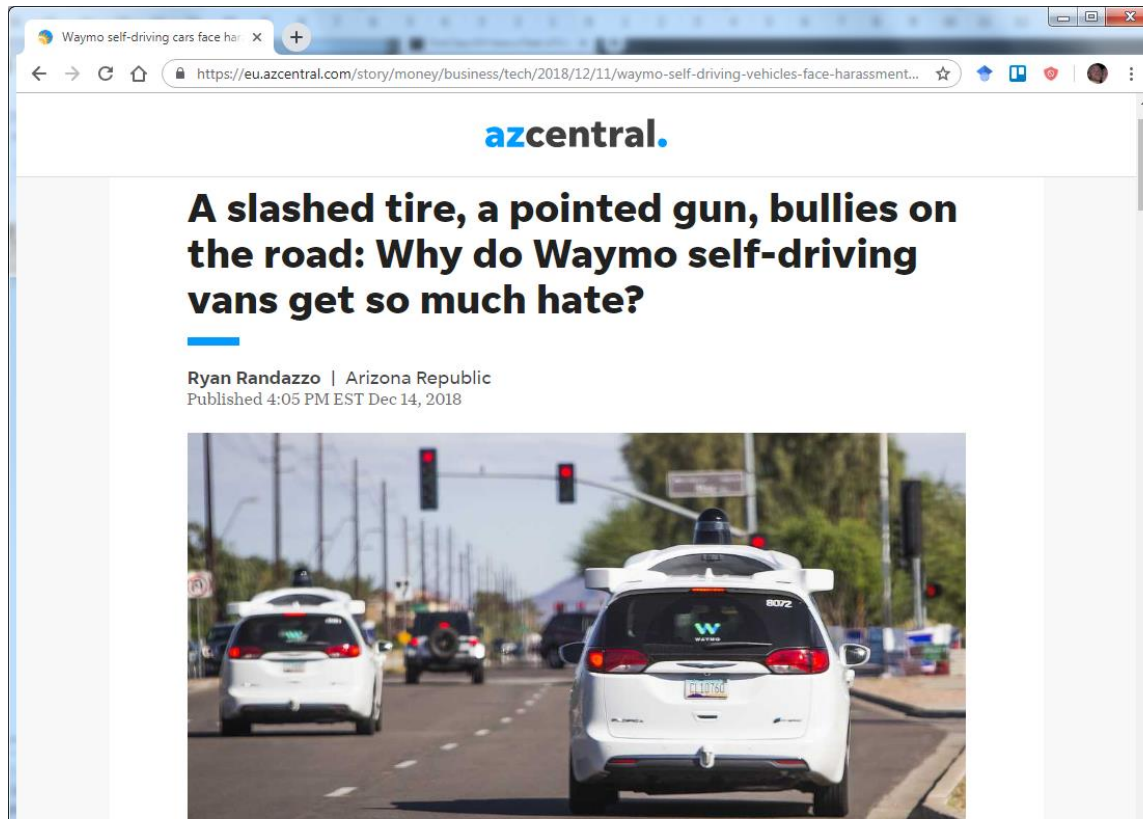 Waymo self-driving cars face har
https://eu.azcentral.com/story/money/business/tech/2018/12/11/waymo-self-driving-vehicles-face-harassment...
azcentral.
A slashed tire, a pointed gun, bullies on
the road: Why do Waymo self-driving
vans get so much hate?
Ryan Randazzo | Arizona Republic
Published 4:05 PM EST Dec 14, 2018
8072
WAYMO